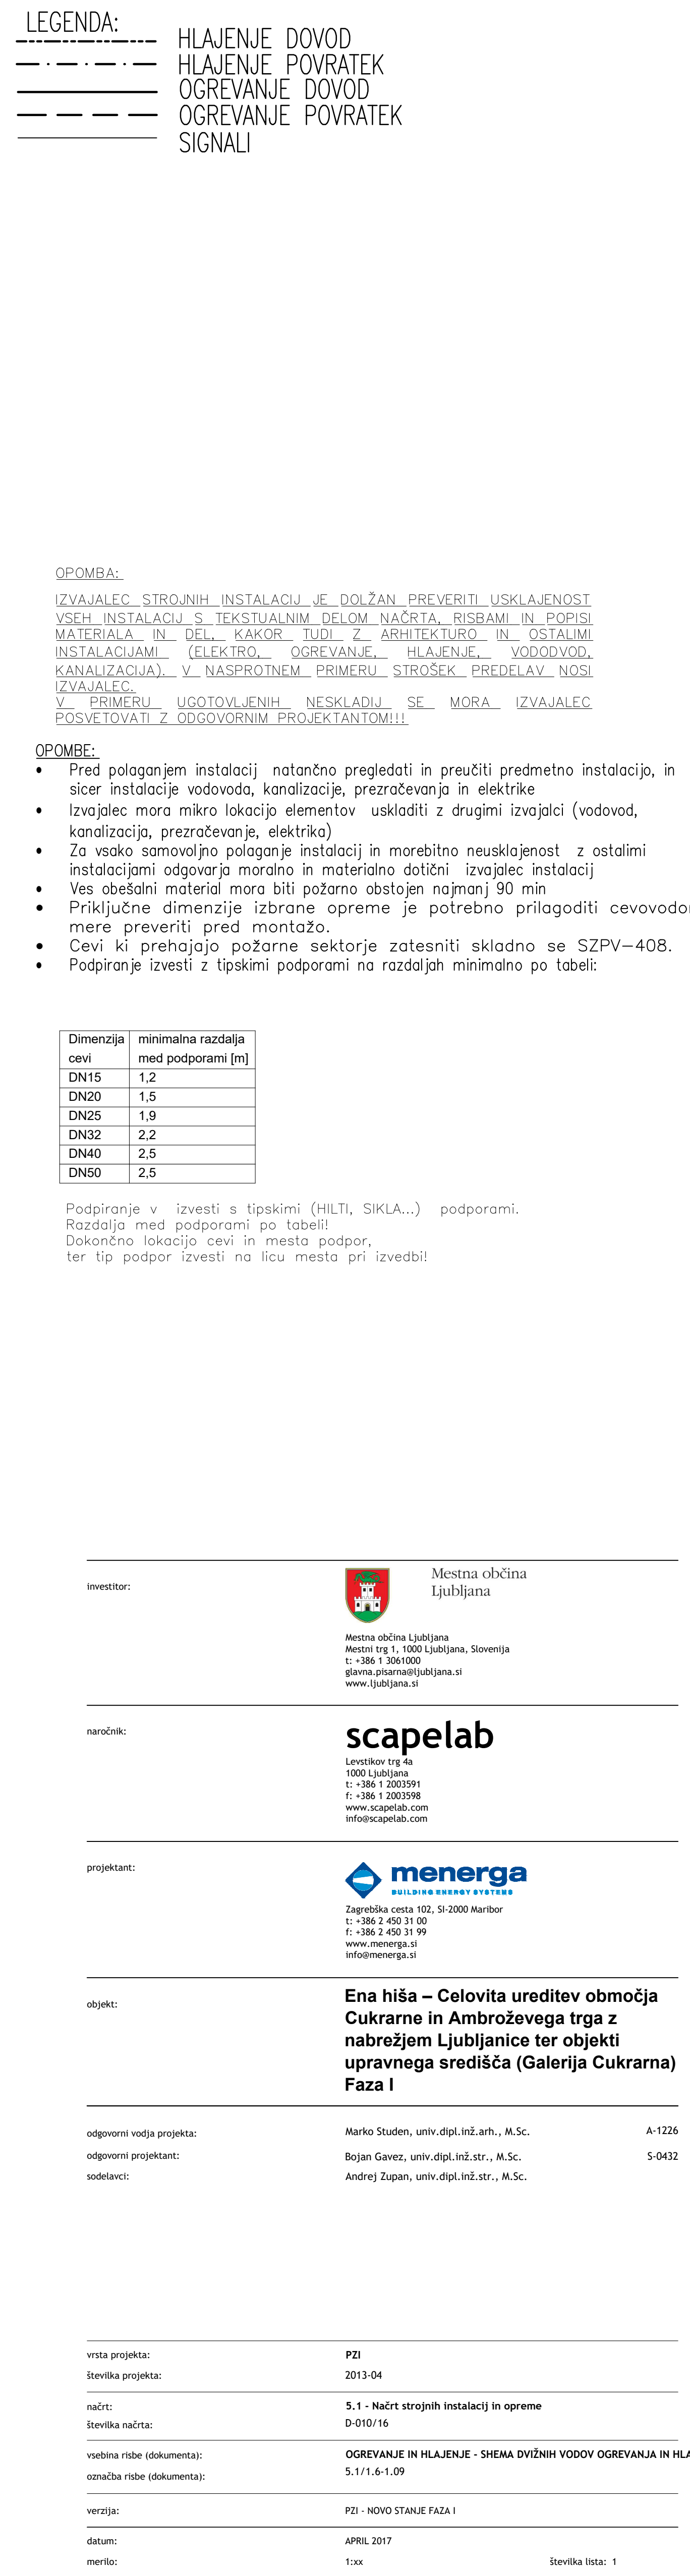 LEGENDA:
HLAJENJE DOVOD
HLAJENJE POVRATEK
OGREVANJE DOVOD
OGREVANJE POVRATEK
SIGNALI
OPOMBA:
IZVAJALEC STROJNIH INSTALACIJ JE DOLŽAN PREVERITI USKLAJENOST
VSEH INSTALACIJ S TEKSTUALNIM DELOM NAČRTA, RISBAMI IN POPISI
MATERIALA IN DEL, KAKOR TUDI Z ARHITEKTURO IN OSTALIMI
INSTALACIJAMI (ELEKTRO, OGREVANJE, HLAJENJE, VODODVOD,
KANALIZACIJA). V NASPROTNEM PRIMERU STROŠEK PREDELAV NOSI
IZVAJALEC.
V PRIMERU UGOTOVLJENIH NESKLADIJ SE MORA IZVAJALEC
POSVETOVATI Z ODGOVORNIM PROJEKTANTOM!!!
OPOMBE:
• Pred polaganjem instalacij natančno pregledati in preučiti predmetno instalacijo, in
sicer instalacije vodovoda, kanalizacije, prezračevanja in elektrike
• Izvajalec mora mikro lokacijo elementov uskladiti z drugimi izvajalci (vodovod,
kanalizacija, prezračevanje, elektrika)
• Za vsako samovoljno polaganje instalacij in morebitno neusklajenost z ostalimi
instalacijami odgovarja moralno in materialno dotični izvajalec instalacij
• Ves obešalni material mora biti požarno obstojen najmanj 90 min
• Priključne dimenzije izbrane opreme je potrebno prilagoditi cevovodo
mere preveriti pred montažo.
• Cevi ki prehajajo požarne sektorje zatesniti skladno se SZPV-408.
• Podpiranje izvesti z tipskimi podporami na razdaljah minimalno po tabeli:
Dimenzija cevi minimalna razdalja med podporami [m]
DN15 1,2
DN20 1,5
DN25 1,9
DN32 2,2
DN40 2,5
DN50 2,5
Podpiranje v izvesti s tipskimi (HILTI, SIKLA...) podporami.
Razdalja med podporami po tabeli!
Dokončno lokacijo cevi in mesta podpor,
ter tip podpor izvesti na licu mesta pri izvedbi!
investitor:
Mestna občina
Ljubljana
Mestna občina Ljubljana
Mestni trg 1, 1000 Ljubljana, Slovenija
t: +386 1 3061000
glavna.pisarna@ljubljana.si
www.ljubljana.si
naročnik:
scapelab
Levstikov trg 4a
1000 Ljubljana
t: +386 1 2003591
f: +386 1 2003598
www.scapelab.com
info@scapelab.com
projektant:
menerga
BUILDING ENERGY SYSTEMS
Zagrebška cesta 102, SI-2000 Maribor
t: +386 2 450 31 00
f: +386 2 450 31 99
www.menerga.si
info@menerga.si
objekt:
Ena hiša – Celovita ureditev območja
Cukrarne in Ambroževega trga z
nabrežjem Ljubljanice ter objekti
upravnega središča (Galerija Cukrarna)
Faza I
odgovorni vodja projekta: Marko Studen, univ.dipl.inž.arh., M.Sc. A-1226
odgovorni projektant: Bojan Gavez, univ.dipl.inž.str., M.Sc. S-0432
sodelavci: Andrej Zupan, univ.dipl.inž.str., M.Sc.
vrsta projekta: PZI
številka projekta: 2013-04
načrt: 5.1 - Načrt strojnih instalacij in opreme
številka načrta: D-010/16
vsebina risbe (dokumenta): OGREVANJE IN HLAJENJE - SHEMA DVIŽNIH VODOV OGREVANJA IN HLA
označba risbe (dokumenta): 5.1/1.6-1.09
verzija: PZI - NOVO STANJE FAZA I
datum: APRIL 2017
merilo: 1:xx številka lista: 1